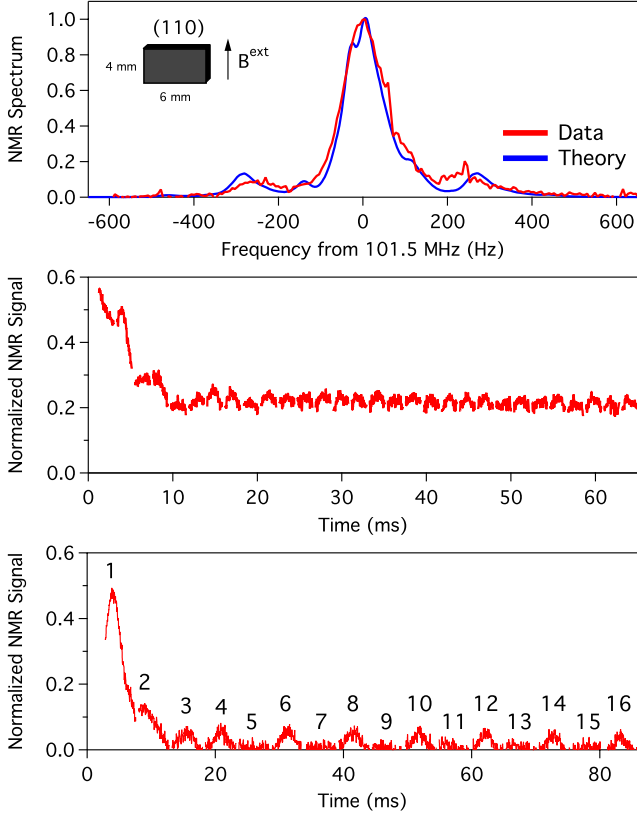 NMR Spectrum
1.0
0.8
0.6
0.4
0.2
0.0
(110)
4 mm
6 mm
B^ext
Data
Theory
-600 -400 -200 0 200 400 600
Frequency from 101.5 MHz (Hz)
Normalized NMR Signal
0.6
0.4
0.2
0.0
0 10 20 30 40 50 60
Time (ms)
Normalized NMR Signal
0.6
0.4
0.2
0.0
1
2
3 4 5 6 7 8 9 10 11 12 13 14 15 16
0 20 40 60 80
Time (ms)